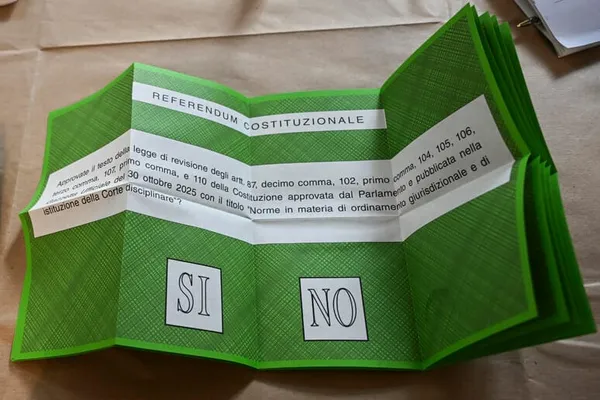 REFERENDUM COSTITUZIONALE
Approvate il testo della legge di revisione degli artt. 87, decimo comma, 102, primo comma, 104, 105, 106,
terzo comma, 107, primo comma, e 110 della Costituzione approvata dal Parlamento e pubblicata nella
Ufficiale del 30 ottobre 2025 con il titolo "Norme in materia di ordinamento giurisdizionale e di
istituzione della Corte disciplinare"?
SI NO